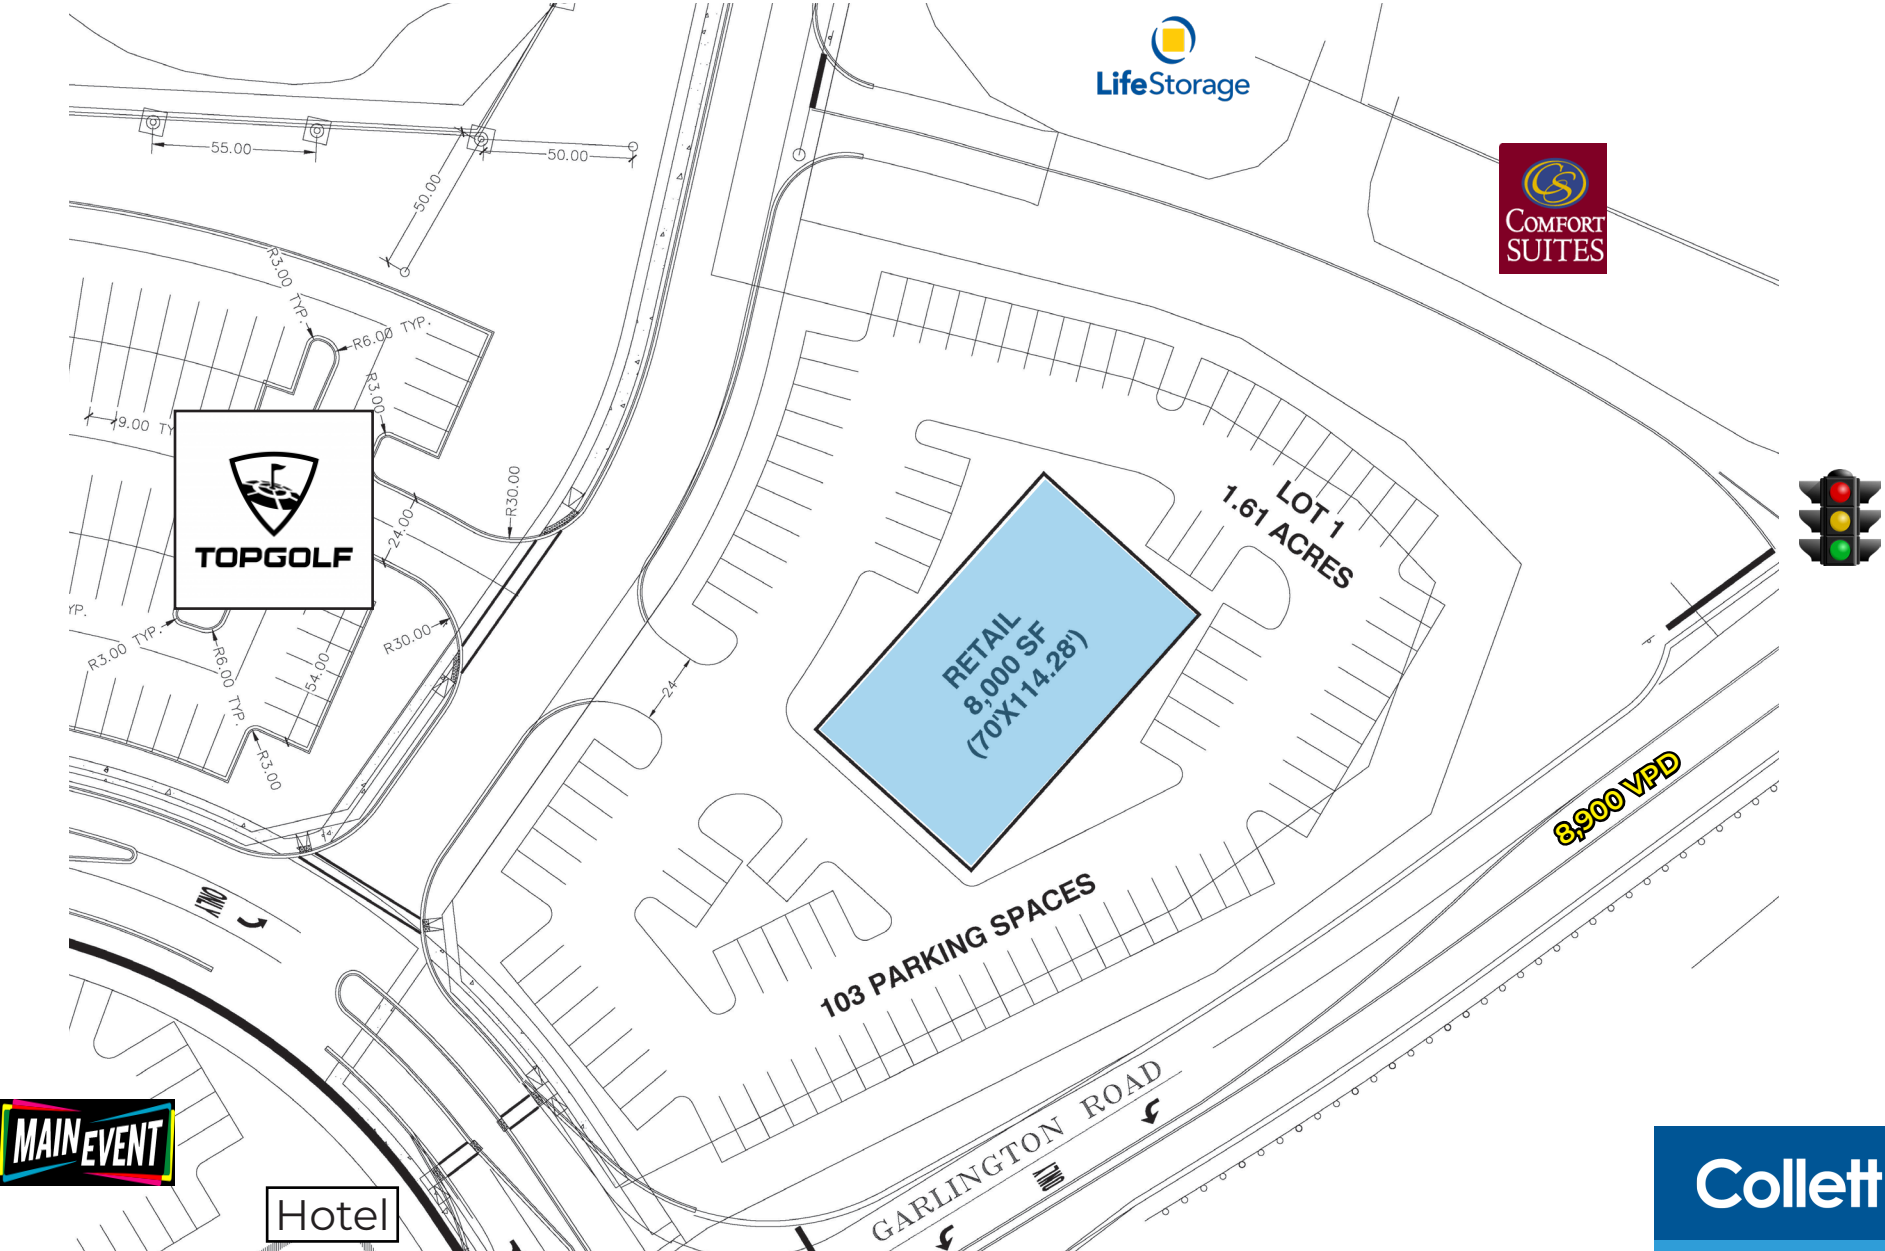 LifeStorage
55.00
50.00
50.00
COMFORT
SUITES
R3.00 TYP.
R6.00 TYP.
R3.00
9.00 TY
TOPGOLF
R30.00
24.00
LOT 1
1.61 ACRES
RETAIL
8,000 SF
(70'X114.28')
YP.
R3.00 TYP.
R6.00 TYP.
54.00
R30.00
R3.00
24
8,900 VPD
ONLY
103 PARKING SPACES
GARLINGTON ROAD
ONLY
MAIN EVENT
Hotel
Collett